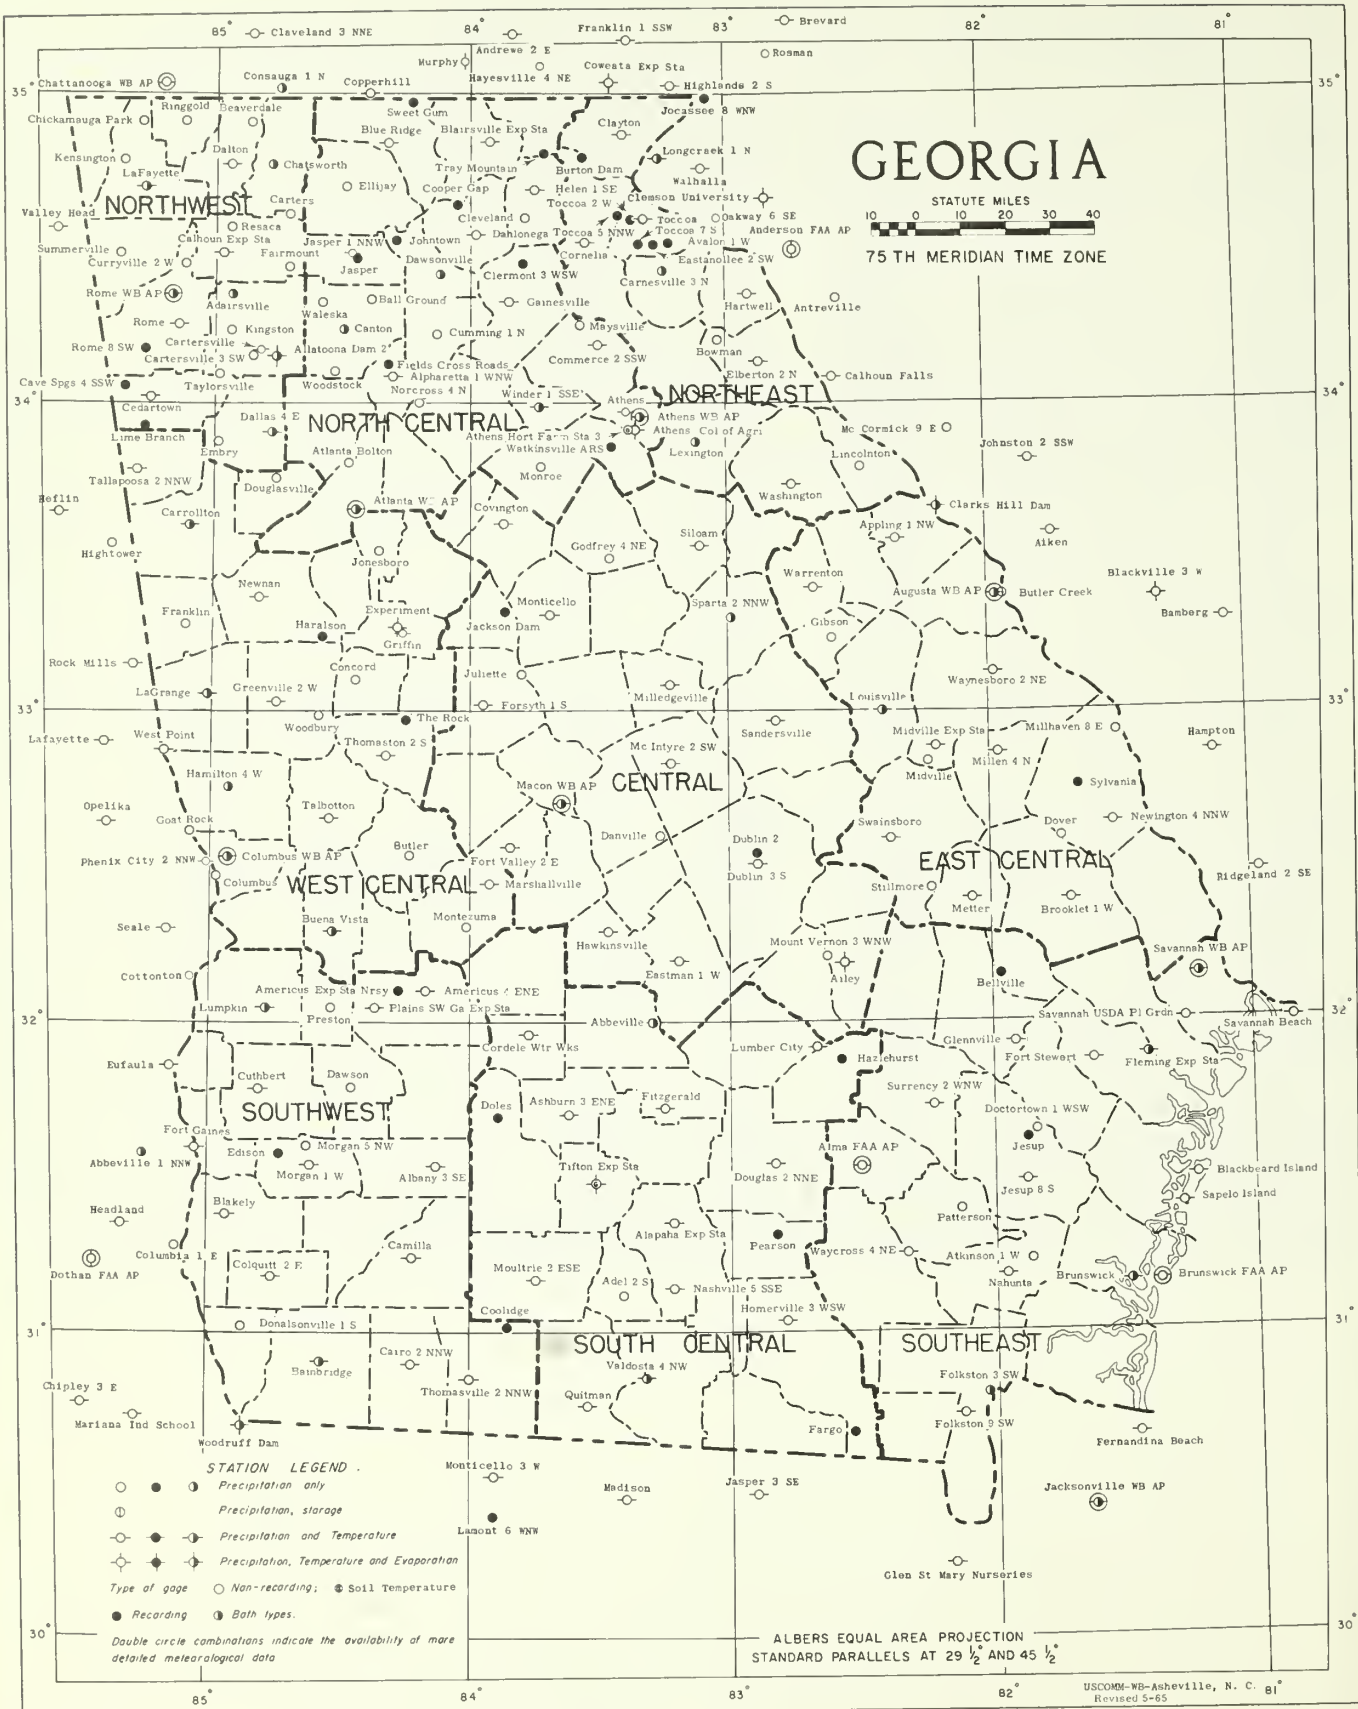 85°
Cleveland 3 NNE
84°
Franklin 1 SSW
83°
Brevard
82°
81°
Andrews 2 E
Rosman
Murphy
Hayesville 4 NE
Coweeta Exp Sta
Chattanooga WB AP
Consauga 1 N
Copperhill
Highlands 2 S
35°
35°
Ringgold
Beaverdale
Sweet Gum
Jocassee 8 WNW
Chickamauga Park
Blue Ridge
Blairsville Exp Sta
Clayton
GEORGIA
Kensington
Dalton
Chatsworth
Tray Mountain
Burton Dam
Longcreek 1 N
LaFayette
Ellijay
Cooper Gap
Helen 1 SE
Walhalla
STATUTE MILES
NORTHWEST
Carters
Toccoa 2 W
Clemson University
10 0 10 20 30 40
Valley Head
Resaca
Cleveland
Toccoa
Oakway 6 SE
Summerville
Calhoun Exp Sta
Jasper 1 NNW
Johntown
Dahlonega
Toccoa 5 NNW
Toccoa 7 S
Anderson FAA AP
Curryville 2 W
Fairmount
Jasper
Dawsonville
Cornelia
Avalon 1 W
75 TH MERIDIAN TIME ZONE
Clermont 3 WSW
Eastanollee 2 SW
Rome WB AP
Adairsville
Ball Ground
Gainesville
Carnesville 3 N
Hartwell
Antreville
Waleska
Rome
Kingston
Canton
Cumming 1 N
Maysville
Cartersville
Allatoona Dam 2
Bowman
Rome 8 SW
Cartersville 3 SW
Fields Cross Roads
Commerce 2 SSW
Elberton 2 N
Calhoun Falls
Cave Spgs 4 SSW
Taylorsville
Woodstock
Alpharetta 1 WNW
34°
Norcross 4 N
Winder 1 SSE
NORTHEAST
34°
Cedartown
Dallas 4 E
NORTH CENTRAL
Athens
Athens WB AP
Lime Branch
Athens Hort Farm Sta 3
Athens Col of Agri
Mc Cormick 9 E
Embry
Atlanta Bolton
Watkinsville ARS
Lexington
Johnston 2 SSW
Tallapoosa 2 NNW
Douglasville
Monroe
Lincolnton
Heflin
Carrollton
Atlanta WB AP
Covington
Washington
Clarks Hill Dam
Hightower
Jonesboro
Godfrey 4 NE
Siloam
Appling 1 NW
Aiken
Newnan
Warrenton
Blackville 3 W
Franklin
Experiment
Monticello
Sparta 2 NNW
Augusta WB AP
Butler Creek
Haralson
Griffin
Jackson Dam
Gibson
Bamberg
Rock Mills
Concord
Juliette
LaGrange
Greenville 2 W
Milledgeville
Waynesboro 2 NE
33°
Forsyth 1 S
Louisville
33°
Lafayette
West Point
Woodbury
The Rock
Sandersville
Midville Exp Sta
Millhaven 8 E
Hampton
Thomaston 2 S
Mc Intyre 2 SW
Millen 4 N
Hamilton 4 W
CENTRAL
Midville
Sylvania
Opelika
Talbotton
Macon WB AP
Goat Rock
Danville
Dublin 2
Swainsboro
Dover
Newington 4 NNW
Phenix City 2 NNW
Columbus WB AP
Butler
Fort Valley 2 E
EAST CENTRAL
Columbus
WEST CENTRAL
Marshallville
Dublin 3 S
Stillmore
Ridgeland 2 SE
Buena Vista
Montezuma
Metter
Brooklet 1 W
Seale
Hawkinsville
Mount Vernon 3 WNW
Savannah WB AP
Cottonton
Eastman 1 W
Ailey
Bellville
Lumpkin
Americus Exp Sta Nrsy
Americus 4 ENE
Preston
Plains SW Ga Exp Sta
Abbeville
Savannah USDA Pl Grdn
32°
32°
Savannah Beach
Cordele Wtr Wks
Lumber City
Glennville
Eufaula
Hazlehurst
Fort Stewart
Fleming Exp Sta
Cuthbert
Dawson
Surrency 2 WNW
SOUTHWEST
Doles
Ashburn 3 ENE
Fitzgerald
Doctortown 1 WSW
Fort Gaines
Edison
Morgan 5 NW
Alma FAA AP
Jesup
Abbeville 1 NNW
Morgan 1 W
Albany 3 SE
Tifton Exp Sta
Douglas 2 NNE
Blackbeard Island
Blakely
Jesup 8 S
Sapelo Island
Headland
Alapaha Exp Sta
Patterson
Columbia 1 E
Camilla
Pearson
Waycross 4 NE
Atkinson 1 W
Dothan FAA AP
Colquitt 2 E
Moultrie 2 ESE
Adel 2 S
Nashville 5 SSE
Nahunta
Brunswick
Brunswick FAA AP
Coolidge
Homerville 3 WSW
31°
31°
Donalsonville 1 S
SOUTH CENTRAL
SOUTHEAST
Bainbridge
Cairo 2 NNW
Valdosta 4 NW
Folkston 3 SW
Chipley 3 E
Thomasville 2 NNW
Quitman
Mariana Ind School
Fargo
Folkston 9 SW
Fernandina Beach
Woodruff Dam
STATION LEGEND
Monticello 3 W
Jasper 3 SE
Jacksonville WB AP
Precipitation only
Madison
Precipitation, storage
Lamont 6 WNW
Precipitation and Temperature
Precipitation, Temperature and Evaporation
Glen St Mary Nurseries
Type of gage Non-recording; Soil Temperature
Recording Both types.
30°
30°
Double circle combinations indicate the availability of more
detailed meteorological data
ALBERS EQUAL AREA PROJECTION
STANDARD PARALLELS AT 29 ½° AND 45 ½°
USCOMM-WB-Asheville, N. C.
Revised 5-65
85°
84°
83°
82°
81°